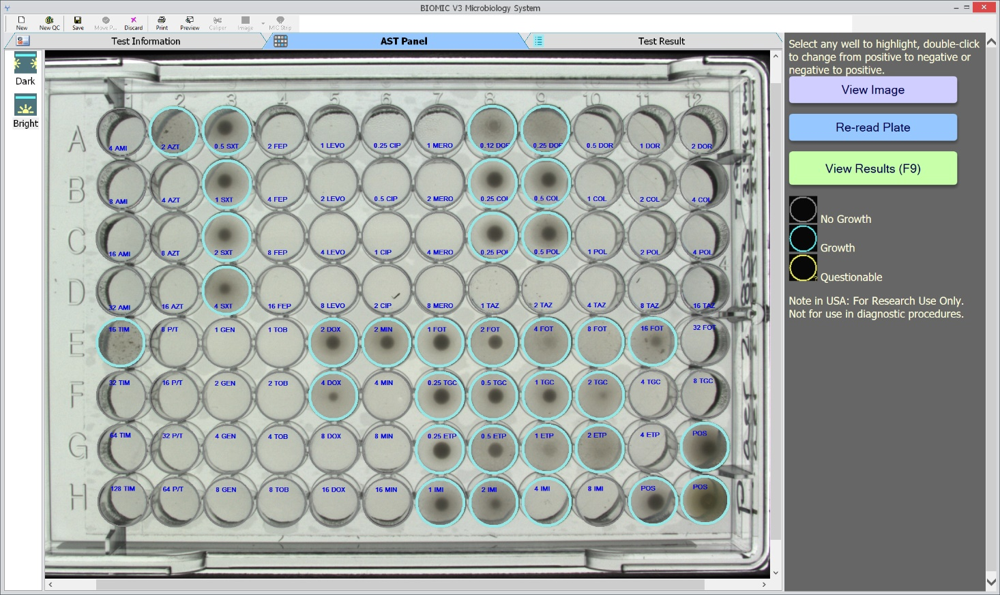 BIOMIC V3 Microbiology System
New New QC Save Move P... Discard Print Preview Caliper Image MIC Strip
Test Information AST Panel Test Result
Dark
Bright
1 2 3 4 5 6 7 8 9 10 11 12
A 4 AMI 2 AZT 0.5 SXT 2 FEP 1 LEVO 0.25 CIP 1 MERO 0.12 DOR 0.25 DOR 0.5 DOR 1 DOR 2 DOR
B 8 AMI 4 AZT 1 SXT 4 FEP 2 LEVO 0.5 CIP 2 MERO 0.25 COL 0.5 COL 1 COL 2 COL 4 COL
C 16 AMI 8 AZT 2 SXT 8 FEP 4 LEVO 1 CIP 4 MERO 0.25 POL 0.5 POL 1 POL 2 POL 4 POL
D 32 AMI 16 AZT 4 SXT 16 FEP 8 LEVO 2 CIP 8 MERO 1 TAZ 2 TAZ 4 TAZ 8 TAZ 16 TAZ
E 16 TIM 8 P/T 1 GEN 1 TOB 2 DOX 2 MIN 1 FOT 2 FOT 4 FOT 8 FOT 16 FOT 32 FOT
F 32 TIM 16 P/T 2 GEN 2 TOB 4 DOX 4 MIN 0.25 TGC 0.5 TGC 1 TGC 2 TGC 4 TGC 8 TGC
G 64 TIM 32 P/T 4 GEN 4 TOB 8 DOX 8 MIN 0.25 ETP 0.5 ETP 1 ETP 2 ETP 4 ETP POS
H 128 TIM 64 P/T 8 GEN 8 TOB 16 DOX 16 MIN 1 IMI 2 IMI 4 IMI 8 IMI POS POS
Select any well to highlight, double-click
to change from positive to negative or
negative to positive.
View Image
Re-read Plate
View Results (F9)
No Growth
Growth
? Questionable
Note in USA: For Research Use Only.
Not for use in diagnostic procedures.